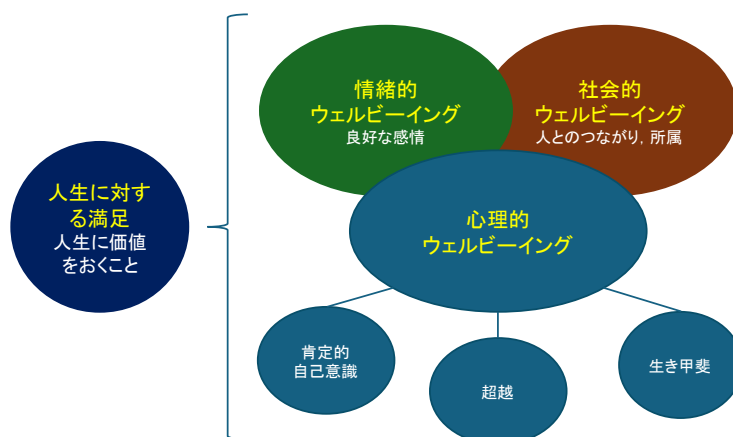 情緒的
ウェルビーイング
良好な感情
社会的
ウェルビーイング
人とのつながり, 所属
人生に対す
る満足
人生に価値
をおくこと
心理的
ウェルビーイング
肯定的
自己意識
超越
生き甲斐